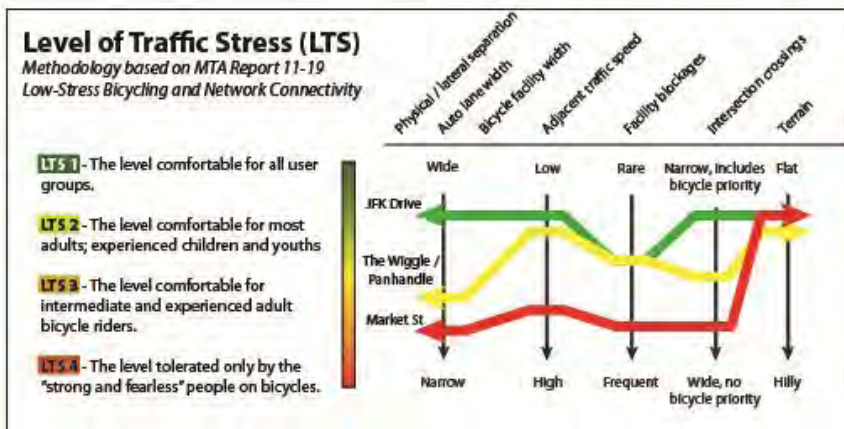 Level of Traffic Stress (LTS)
Methodology based on MTA Report 11-19
Low-Stress Bicycling and Network Connectivity
LTS 1 - The level comfortable for all user
groups.
LTS 2 - The level comfortable for most
adults; experienced children and youths
LTS 3 - The level comfortable for
intermediate and experienced adult
bicycle riders.
LTS 4 - The level tolerated only by the
"strong and fearless" people on bicycles.
Physical / lateral separation
Auto lane width
Bicycle facility width
Adjacent traffic speed
Facility blockages
Intersection crossings
Terrain
Wide
Low
Rare
Narrow, includes
bicycle priority
Flat
JFK Drive
The Wiggle /
Panhandle
Market St
Narrow
High
Frequent
Wide, no
bicycle priority
Hilly